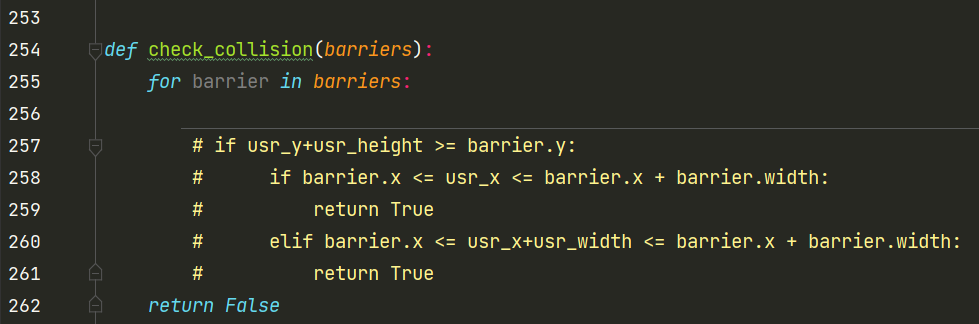 253
254 def check_collision(barriers):
255     for barrier in barriers:
256
257         # if usr_y+usr_height >= barrier.y:
258         #      if barrier.x <= usr_x <= barrier.x + barrier.width:
259         #          return True
260         #      elif barrier.x <= usr_x+usr_width <= barrier.x + barrier.width:
261         #          return True
262     return False